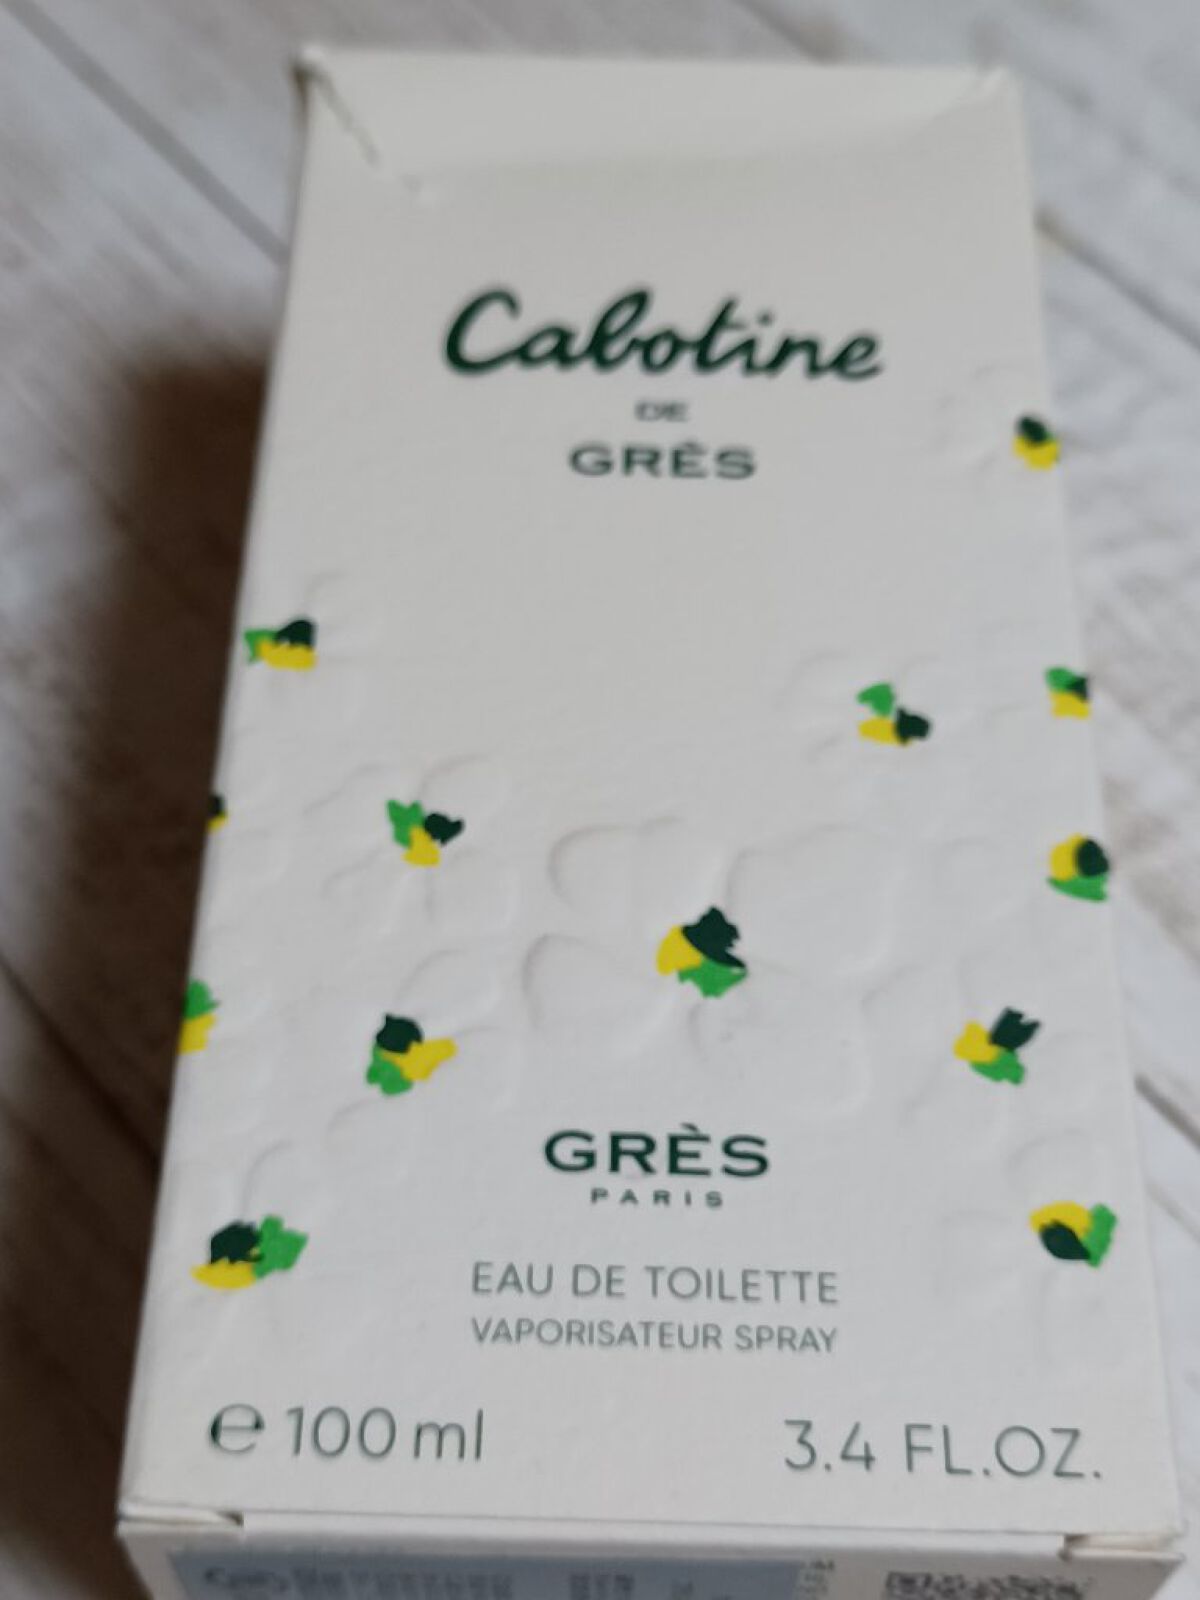 Cabotine
DE
GRÈS
GRÈS
PARIS
EAU DE TOILETTE
VAPORISATEUR SPRAY
℮ 100 ml
3.4 FL.OZ.